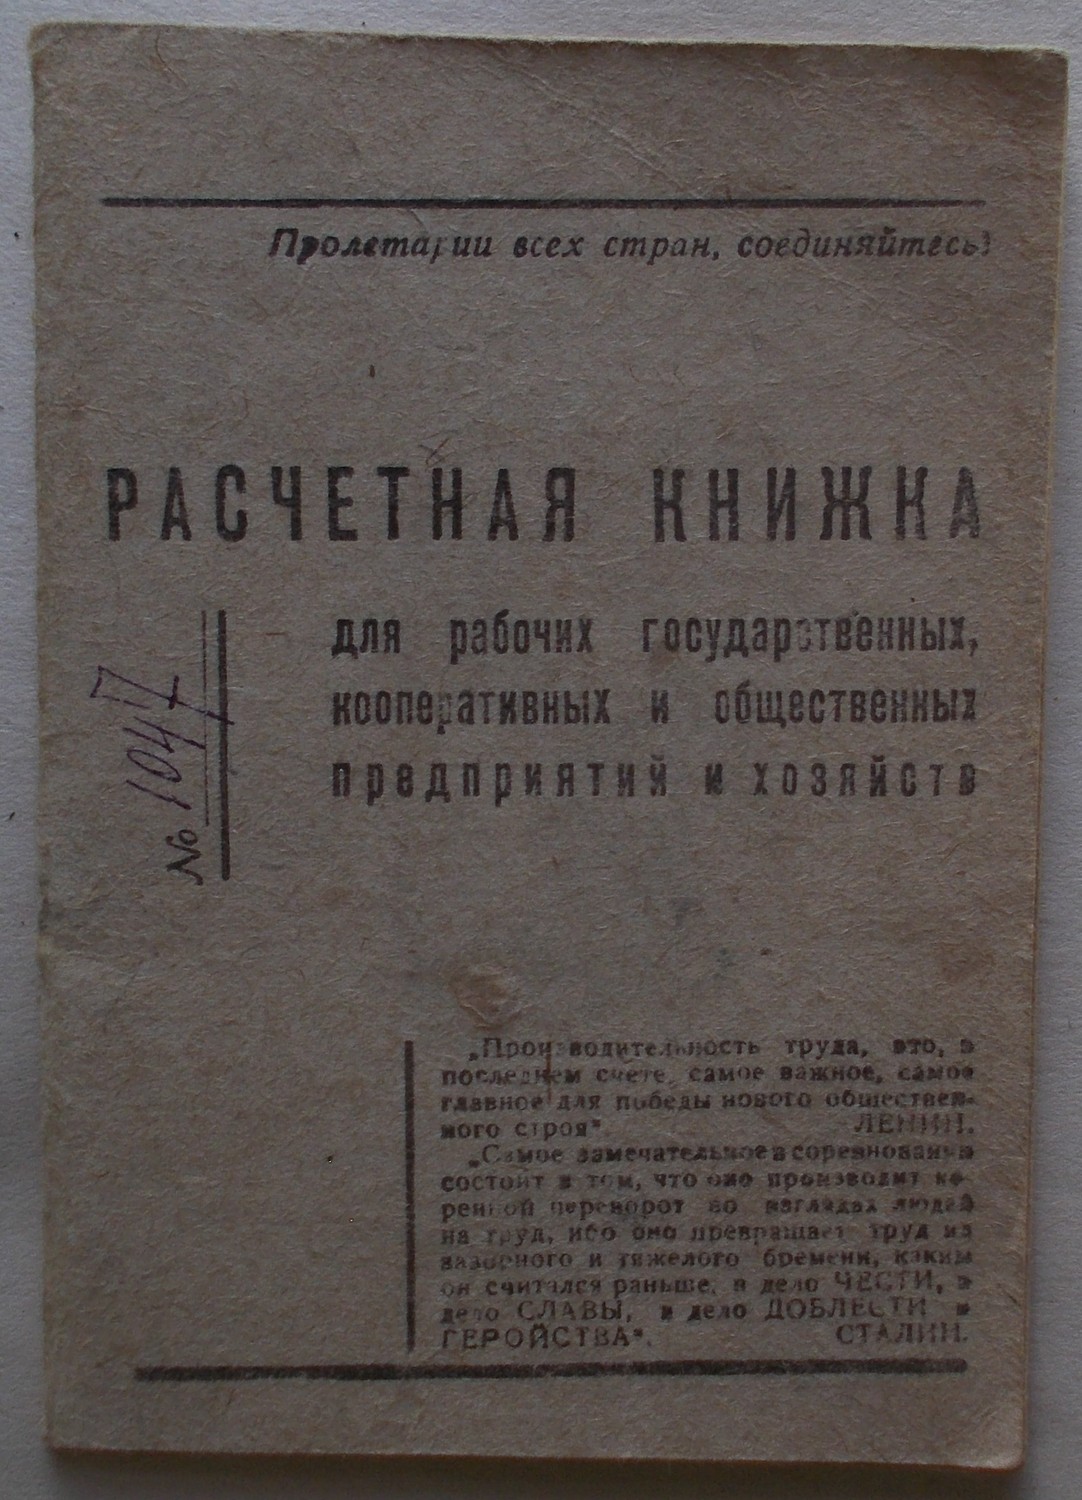 Пролетарии всех стран, соединяйтесь!
РАСЧЕТНАЯ КНИЖКА
для рабочих государственных,
кооперативных и общественных
предприятий и хозяйств
№ 1047
„Производительность труда, это, в
последнем счете, самое важное, самое
главное для победы нового обществен-
ного строя“. ЛЕНИН.
„Самое замечательное в соревновании
состоит в том, что оно производит ко-
ренной переворот во взглядах людей
на труд, ибо оно превращает труд из
зазорного и тяжелого бремени, каким
он считался раньше, в дело ЧЕСТИ, в
дело СЛАВЫ, в дело ДОБЛЕСТИ и
ГЕРОЙСТВА“. СТАЛИН.